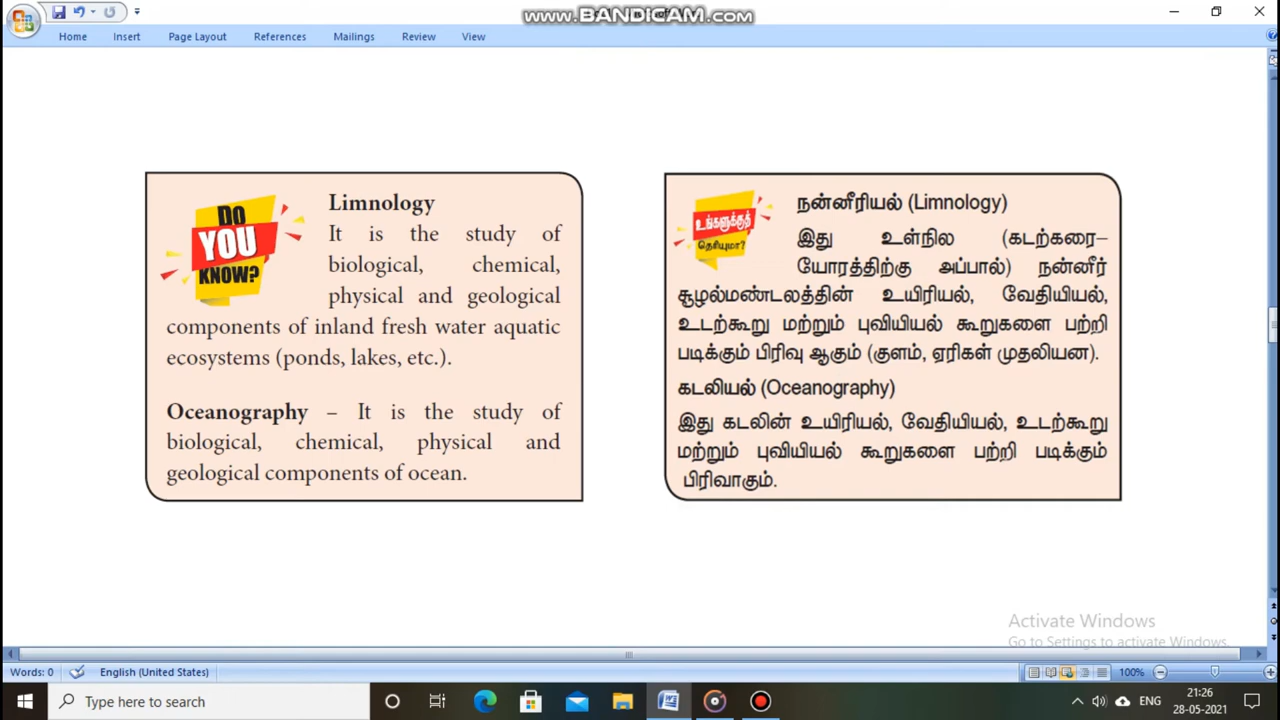 www.BANDICAM.com
Home Insert Page Layout References Mailings Review View
DO
YOU
KNOW?
Limnology
It is the study of
biological, chemical,
physical and geological
components of inland fresh water aquatic
ecosystems (ponds, lakes, etc.).
Oceanography – It is the study of
biological, chemical, physical and
geological components of ocean.
உங்களுக்குத்
தெரியுமா?
நன்னீரியல் (Limnology)
இது உள்நில (கடற்கரை–
யோரத்திற்கு அப்பால்) நன்னீர்
சூழல்மண்டலத்தின் உயிரியல், வேதியியல்,
உடற்கூறு மற்றும் புவியியல் கூறுகளை பற்றி
படிக்கும் பிரிவு ஆகும் (குளம், ஏரிகள் முதலியன).
கடலியல் (Oceanography)
இது கடலின் உயிரியல், வேதியியல், உடற்கூறு
மற்றும் புவியியல் கூறுகளை பற்றி படிக்கும்
பிரிவாகும்.
Activate Windows
Go to Settings to activate Windows.
Words: 0 English (United States) 100%
Type here to search
ENG
21:26
28-05-2021